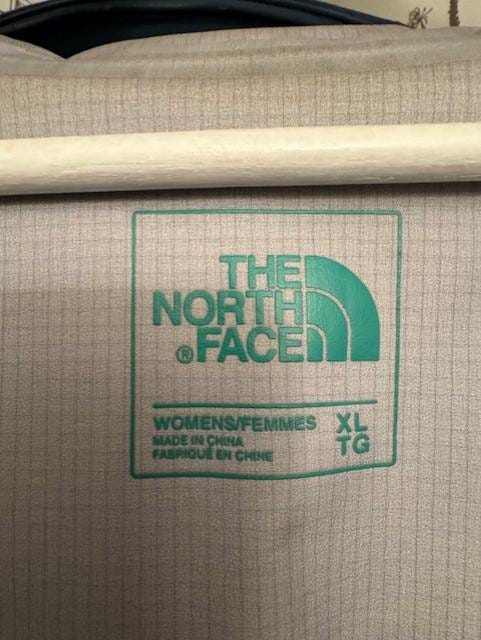 THE
NORTH
® FACE
WOMENS/FEMMES XL
MADE IN CHINA TG
FABRIQUÉ EN CHINE